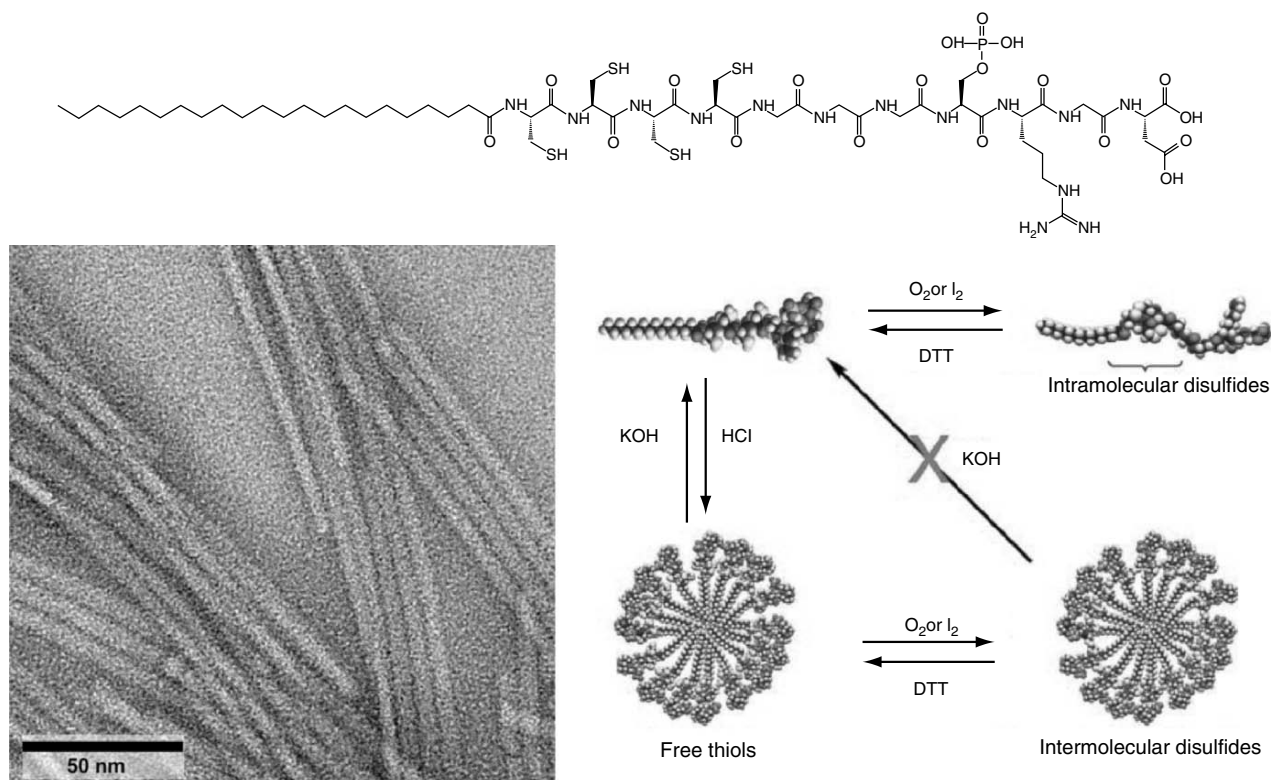 O
OH P OH
O
SH SH O O O O O O O
NH NH NH NH NH NH OH
NH NH NH NH NH
O O O O O O
SH SH O
OH
NH
H2N NH
O2or I2
DTT
Intramolecular disulfides
KOH HCl
X KOH
O2or I2
DTT
Free thiols Intermolecular disulfides
50 nm